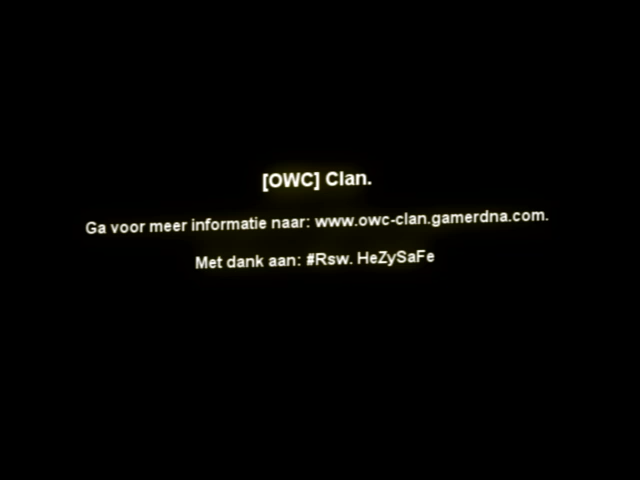 [OWC] Clan.
Ga voor meer informatie naar: www.owc-clan.gamerdna.com.
Met dank aan: #Rsw. HeZySaFe